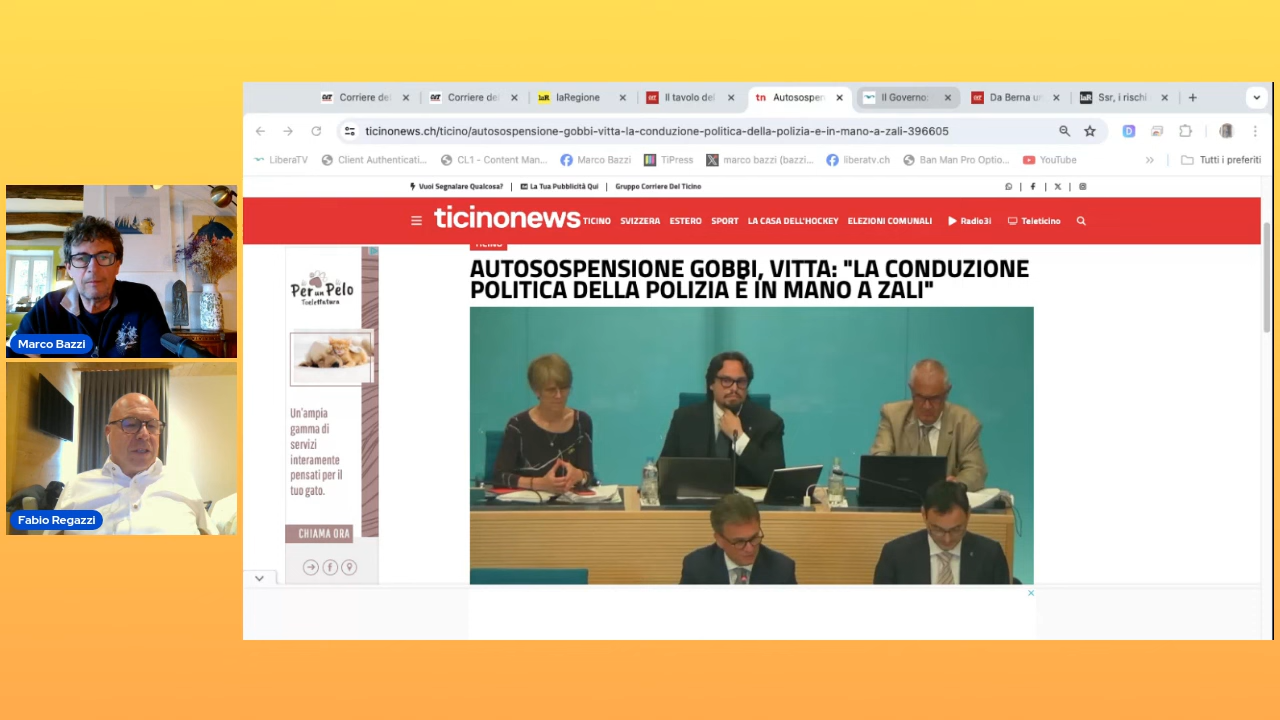 Corriere del
Corriere del
laRegione
Il tavolo del
tn Autosospen
Il Governo:
Da Berna un
laR Ssr, i rischi
ticinonews.ch/ticino/autosospensione-gobbi-vitta-la-conduzione-politica-della-polizia-e-in-mano-a-zali-396605
LiberaTV
Client Authenticati...
CL1 - Content Man...
Marco Bazzi
TiPress
marco bazzi (bazzi...
liberatv.ch
Ban Man Pro Optio...
YouTube
Tutti i preferiti
Vuoi Segnalare Qualcosa? | La Tua Pubblicità Qui | Gruppo Corriere Del Ticino
ticinonews
TICINO SVIZZERA ESTERO SPORT LA CASA DELL'HOCKEY ELEZIONI COMUNALI Radio3i Teleticino
TICINO
AUTOSOSPENSIONE GOBBI, VITTA: "LA CONDUZIONE
POLITICA DELLA POLIZIA È IN MANO A ZALI"
Per un Pelo
Toelettatura
Un'ampia
gamma di
servizi
interamente
pensati per il
tuo gato.
CHIAMA ORA
Marco Bazzi
Fabio Regazzi